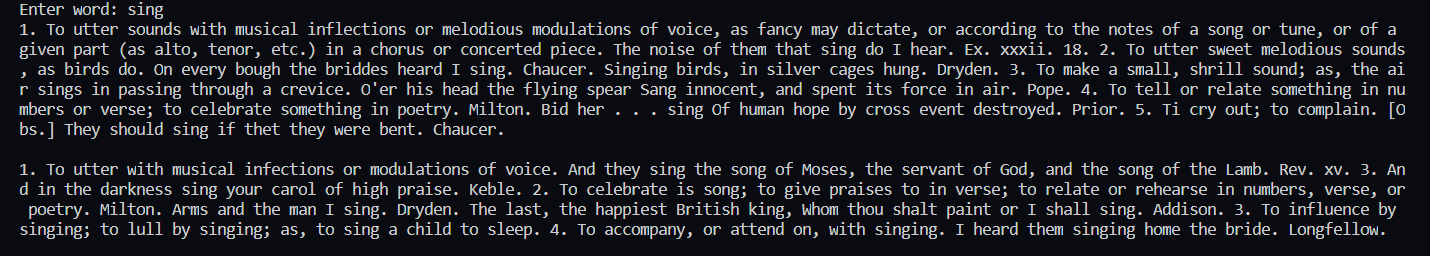 Enter word: sing
1. To utter sounds with musical inflections or melodious modulations of voice, as fancy may dictate, or according to the notes of a song or tune, or of a
given part (as alto, tenor, etc.) in a chorus or concerted piece. The noise of them that sing do I hear. Ex. xxxii. 18. 2. To utter sweet melodious sounds
, as birds do. On every bough the briddes heard I sing. Chaucer. Singing birds, in silver cages hung. Dryden. 3. To make a small, shrill sound; as, the ai
r sings in passing through a crevice. O'er his head the flying spear Sang innocent, and spent its force in air. Pope. 4. To tell or relate something in nu
mbers or verse; to celebrate something in poetry. Milton. Bid her . . . sing Of human hope by cross event destroyed. Prior. 5. Ti cry out; to complain. [O
bs.] They should sing if thet they were bent. Chaucer.

1. To utter with musical infections or modulations of voice. And they sing the song of Moses, the servant of God, and the song of the Lamb. Rev. xv. 3. An
d in the darkness sing your carol of high praise. Keble. 2. To celebrate is song; to give praises to in verse; to relate or rehearse in numbers, verse, or
 poetry. Milton. Arms and the man I sing. Dryden. The last, the happiest British king, Whom thou shalt paint or I shall sing. Addison. 3. To influence by
singing; to lull by singing; as, to sing a child to sleep. 4. To accompany, or attend on, with singing. I heard them singing home the bride. Longfellow.